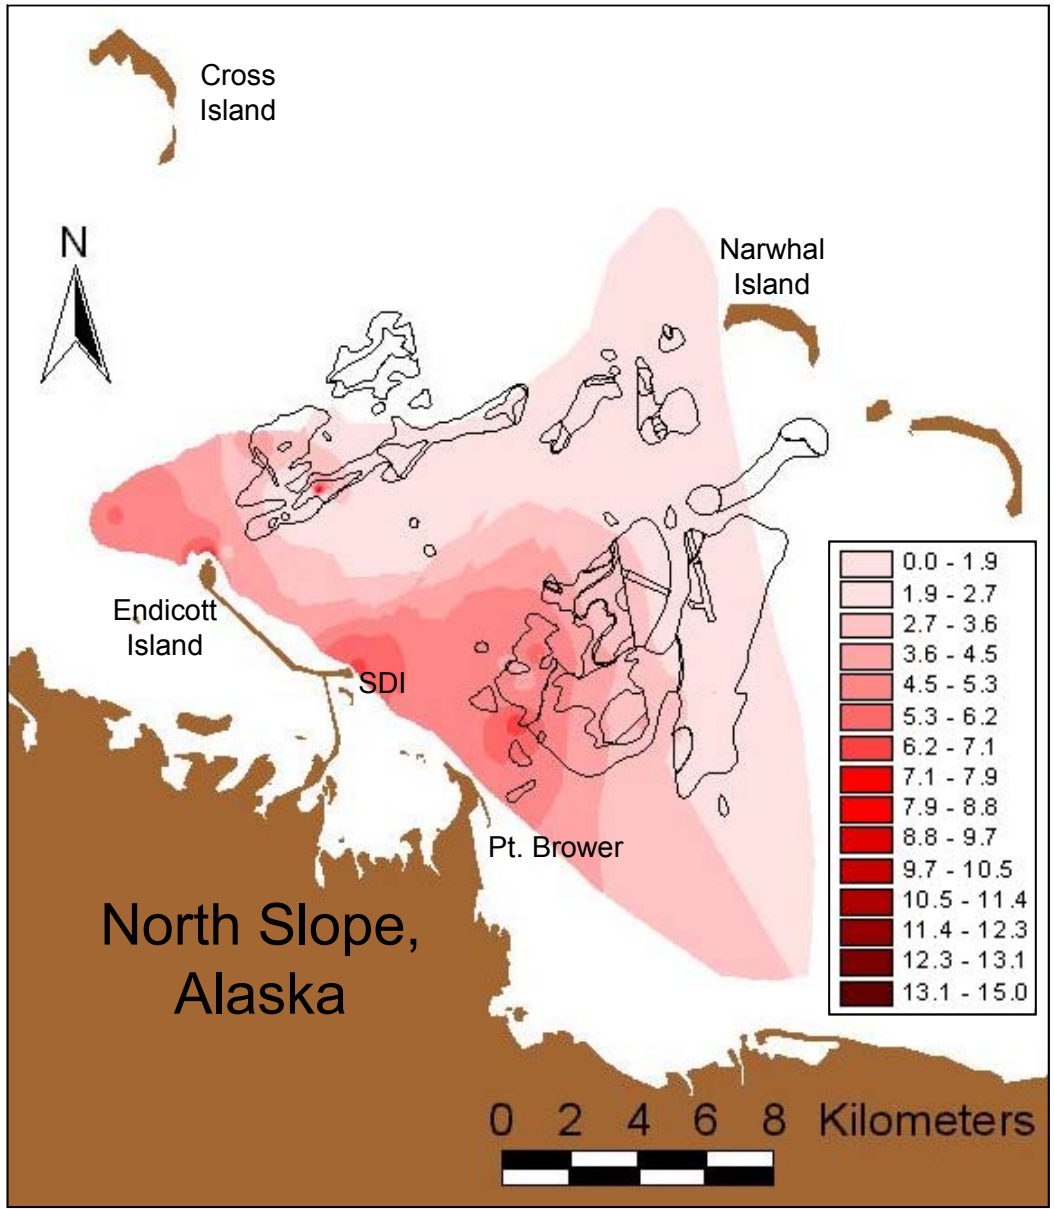 Cross
Island
N
Narwhal
Island
Endicott
Island
SDI
Pt. Brower
North Slope,
Alaska
0.0 - 1.9
1.9 - 2.7
2.7 - 3.6
3.6 - 4.5
4.5 - 5.3
5.3 - 6.2
6.2 - 7.1
7.1 - 7.9
7.9 - 8.8
8.8 - 9.7
9.7 - 10.5
10.5 - 11.4
11.4 - 12.3
12.3 - 13.1
13.1 - 15.0
0 2 4 6 8 Kilometers